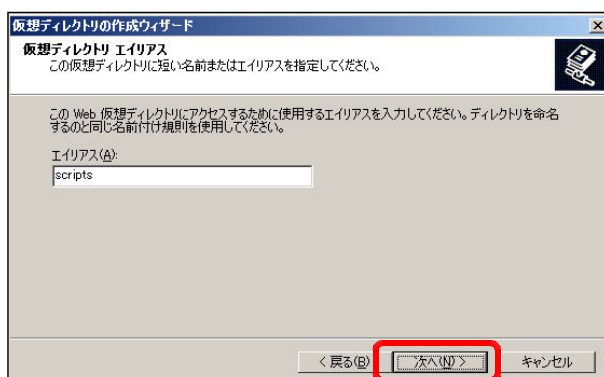 仮想ディレクトリの作成ウィザード
仮想ディレクトリ エイリアス
この仮想ディレクトリに短い名前またはエイリアスを指定してください。
この Web 仮想ディレクトリにアクセスするために使用するエイリアスを入力してください。ディレクトリを命名
するのと同じ名前付け規則を使用してください。
エイリアス(A):
scripts
< 戻る(B) 次へ(N) > キャンセル